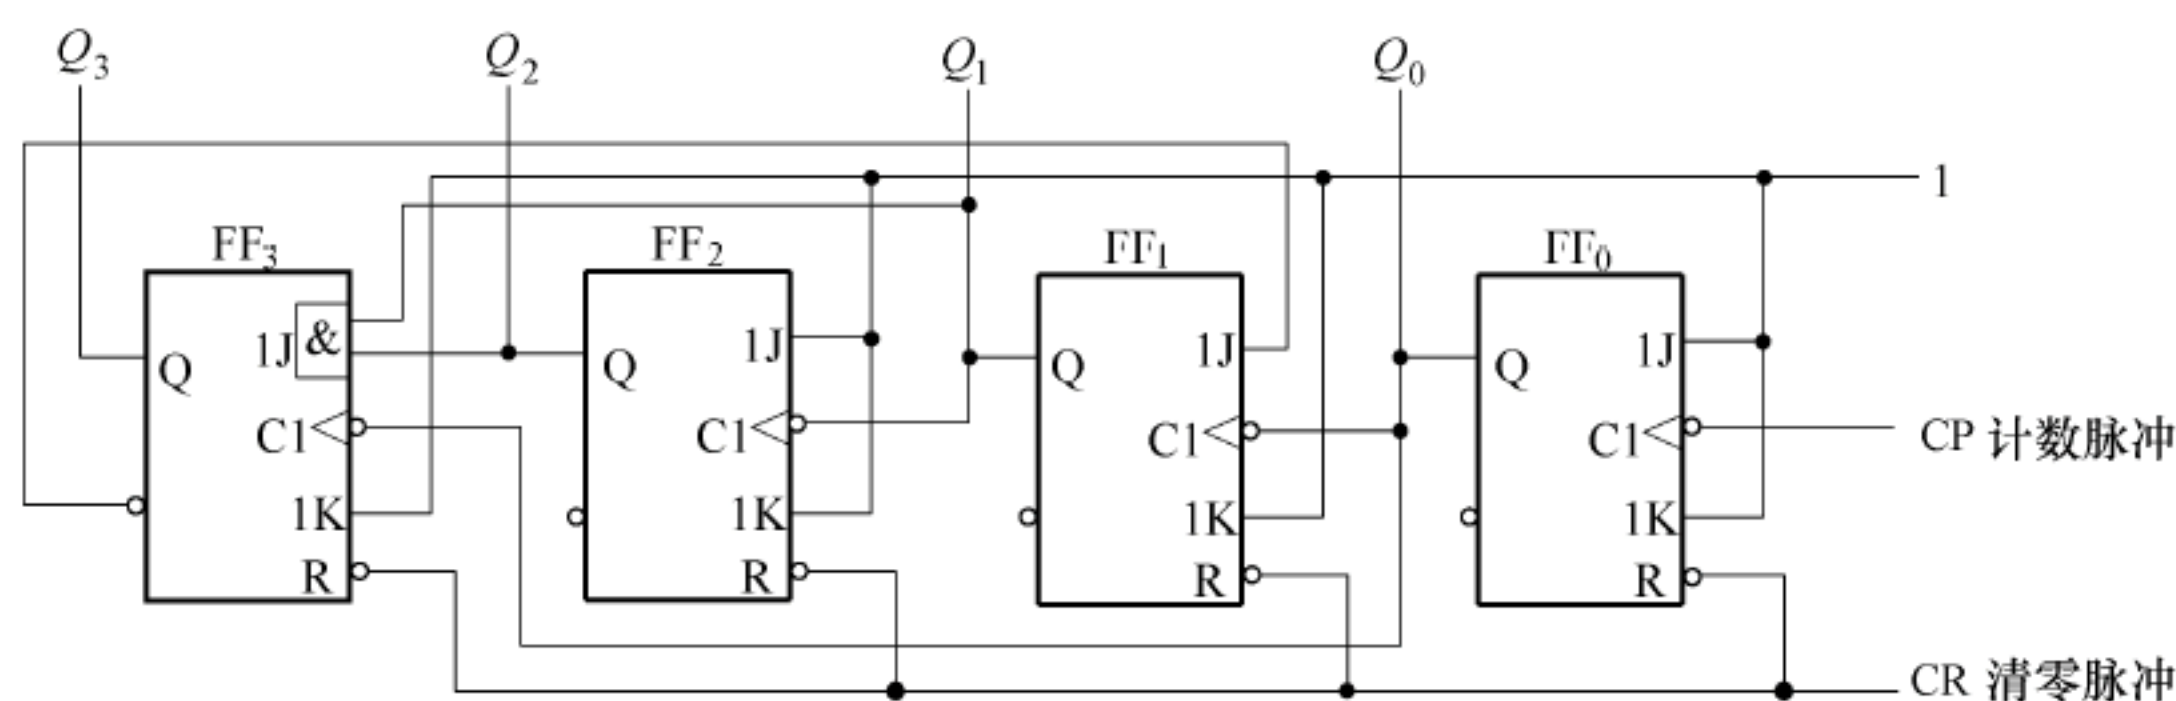 Q₃ Q₂ Q₁ Q₀
1
FF₃ FF₂ FF₁ FF₀
Q 1J & Q 1J Q 1J Q 1J
C1 C1 C1 C1 CP 计数脉冲
1K 1K 1K 1K
R R R R
CR 清零脉冲